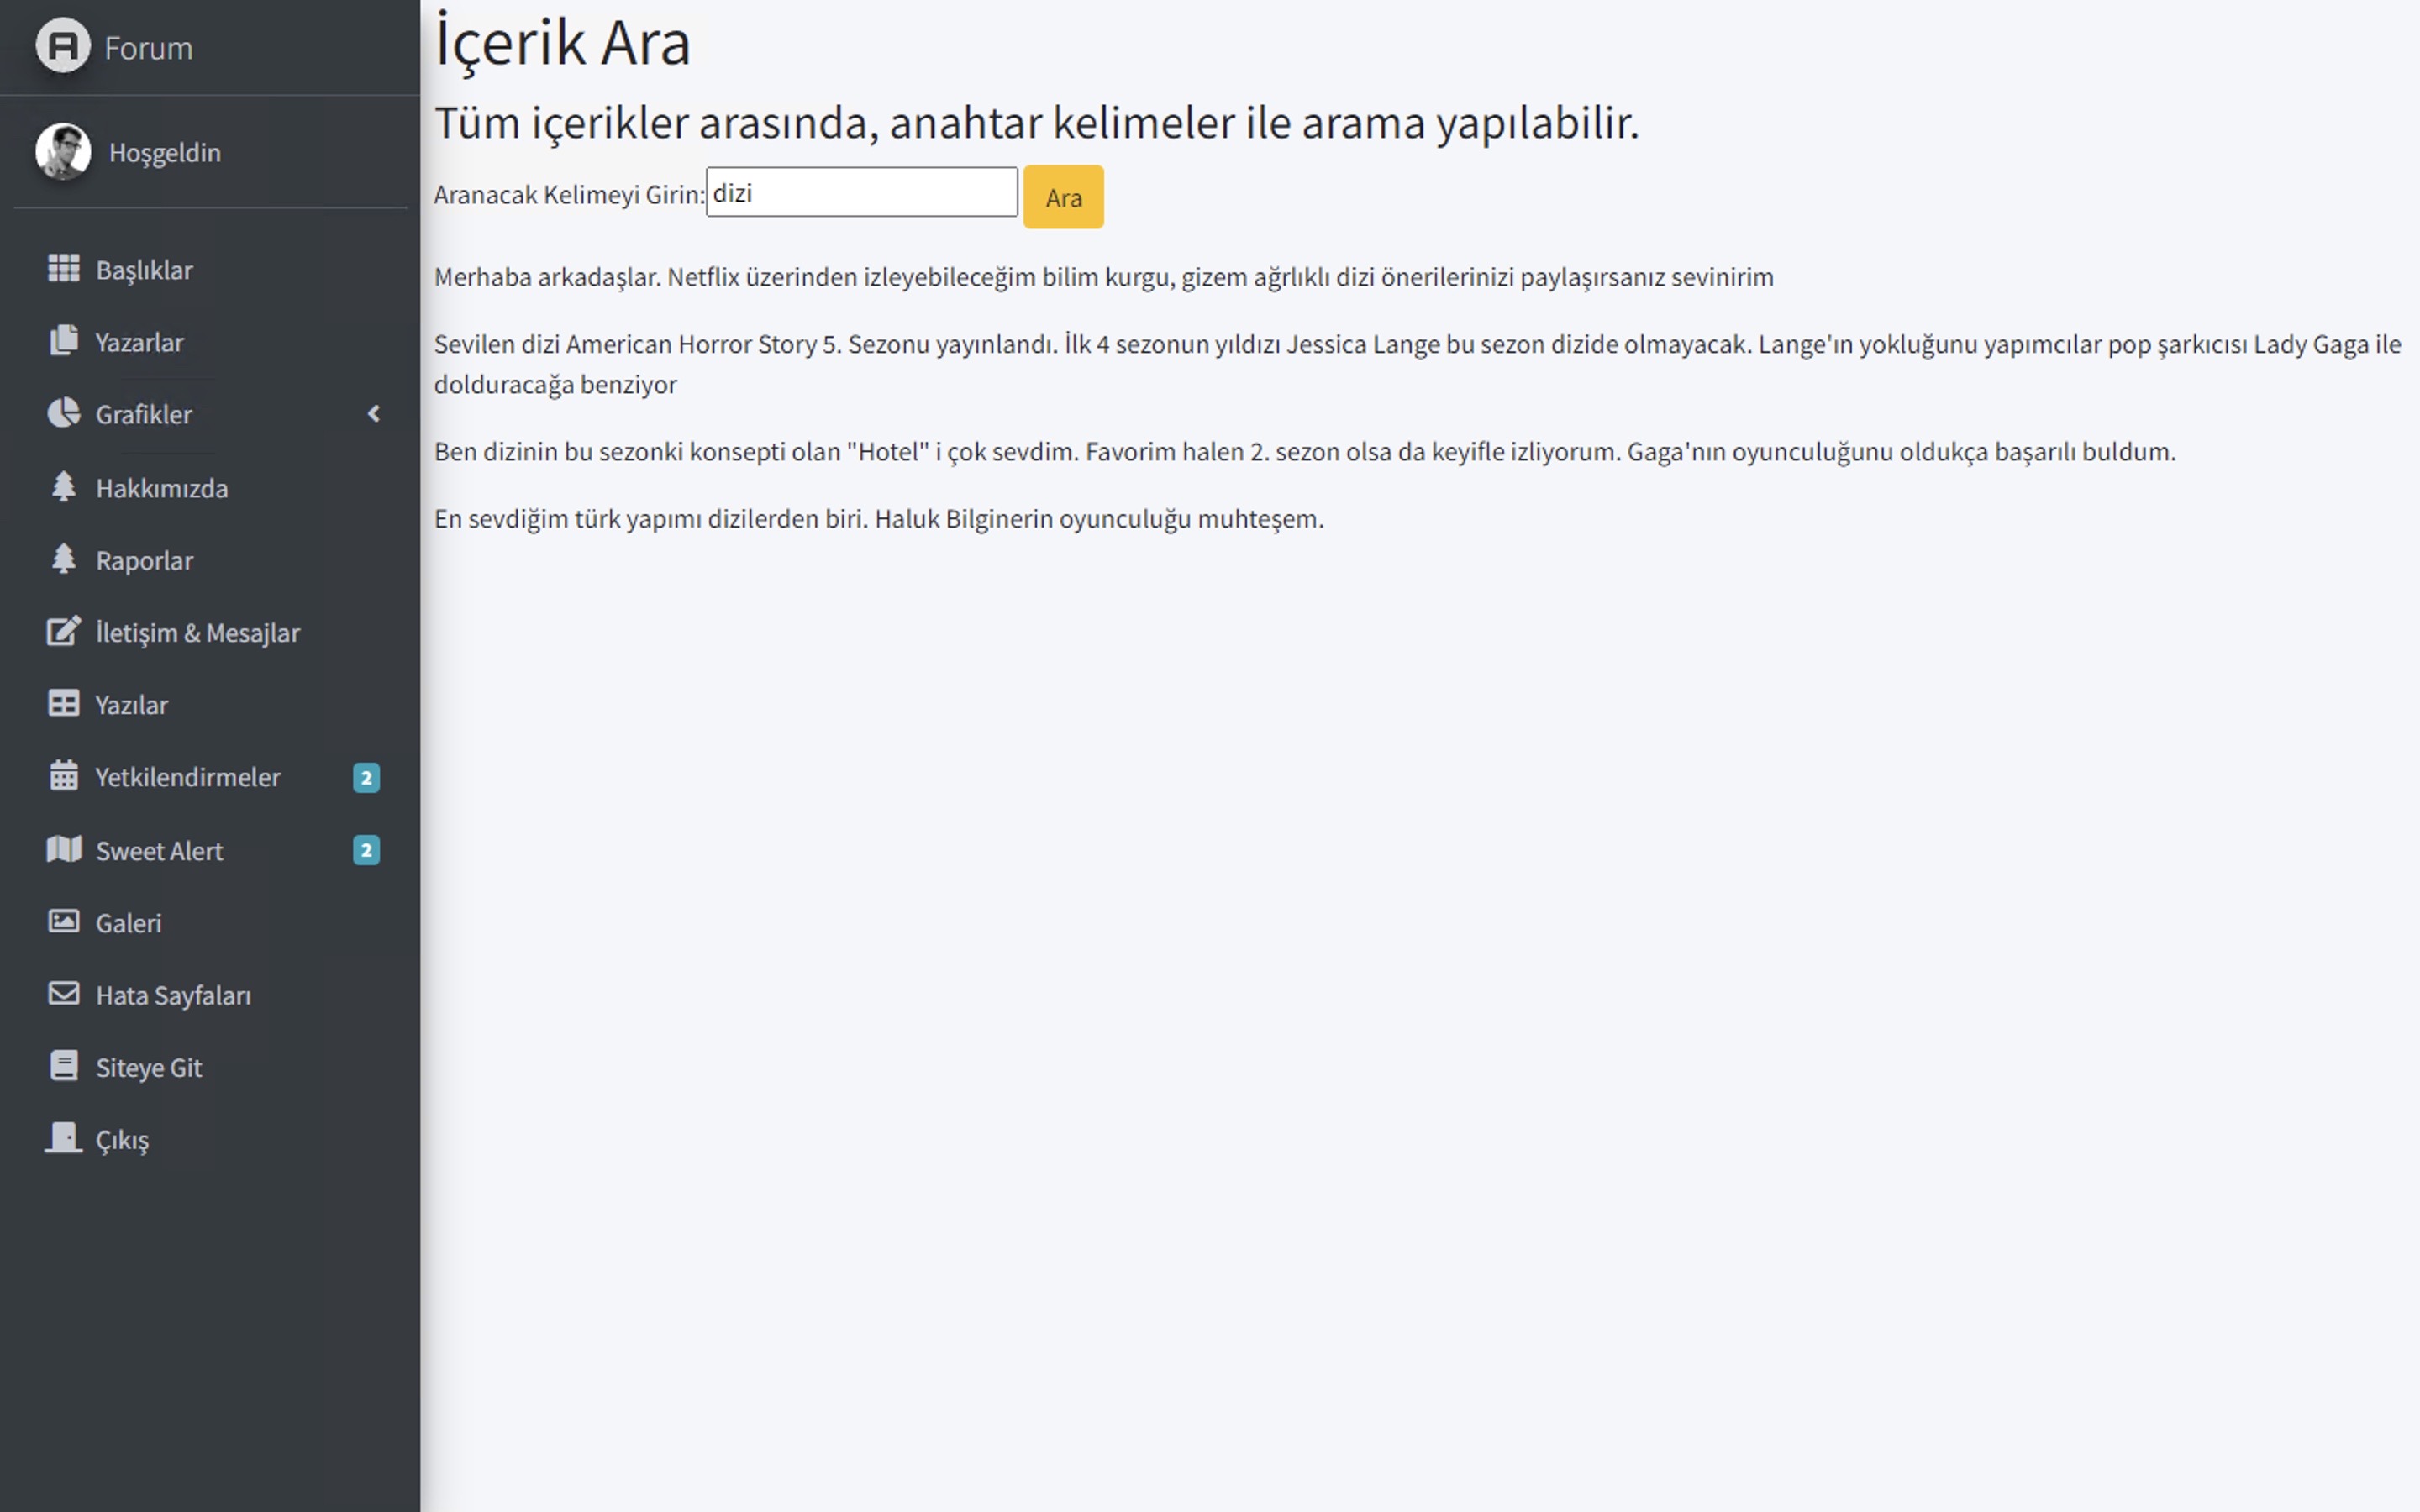 Forum
Hoşgeldin
Başlıklar
Yazarlar
Grafikler
Hakkımızda
Raporlar
İletişim & Mesajlar
Yazılar
Yetkilendirmeler 2
Sweet Alert 2
Galeri
Hata Sayfaları
Siteye Git
Çıkış
İçerik Ara
Tüm içerikler arasında, anahtar kelimeler ile arama yapılabilir.
Aranacak Kelimeyi Girin: dizi Ara
Merhaba arkadaşlar. Netflix üzerinden izleyebileceğim bilim kurgu, gizem ağrlıklı dizi önerilerinizi paylaşırsanız sevinirim
Sevilen dizi American Horror Story 5. Sezonu yayınlandı. İlk 4 sezonun yıldızı Jessica Lange bu sezon dizide olmayacak. Lange'ın yokluğunu yapımcılar pop şarkıcısı Lady Gaga ile
dolduracağa benziyor
Ben dizinin bu sezonki konsepti olan "Hotel" i çok sevdim. Favorim halen 2. sezon olsa da keyifle izliyorum. Gaga'nın oyunculuğunu oldukça başarılı buldum.
En sevdiğim türk yapımı dizilerden biri. Haluk Bilginerin oyunculuğu muhteşem.